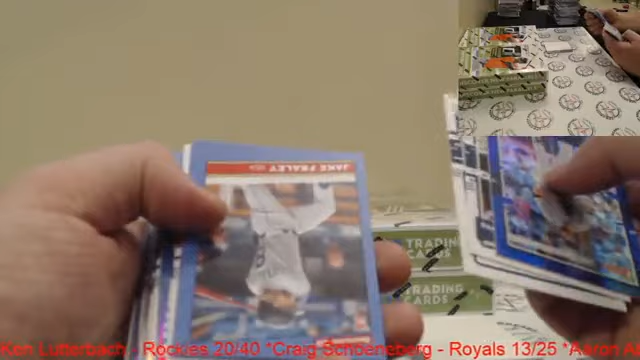 JAKE FRALEY
TRADING
CARDS
TRADING
CARDS
Ken Lutterbach - Rockies 20/40 *Craig Schoeneberg - Royals 13/25 *Aaron A